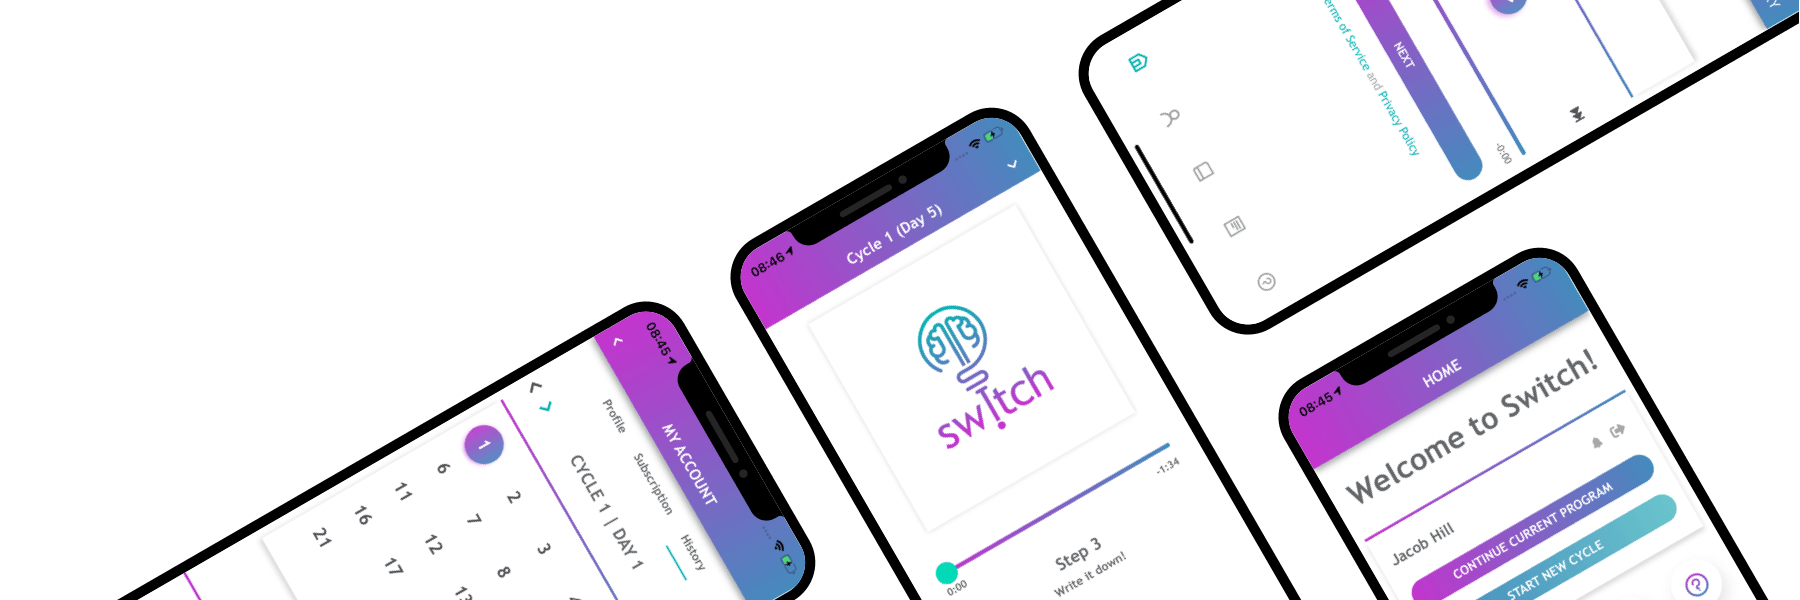 08:45
MY ACCOUNT
Profile
Subscription
History
CYCLE 1 | DAY 1
1
2
3
6
7
8
11
12
13
16
17
21
08:46
Cycle 1 (Day 5)
switch
0:00
-1:34
Step 3
Write it down!
-0:00
NEXT
Terms of Service and Privacy Policy
08:45
HOME
Welcome to Switch!
Jacob Hill
CONTINUE CURRENT PROGRAM
START NEW CYCLE
?